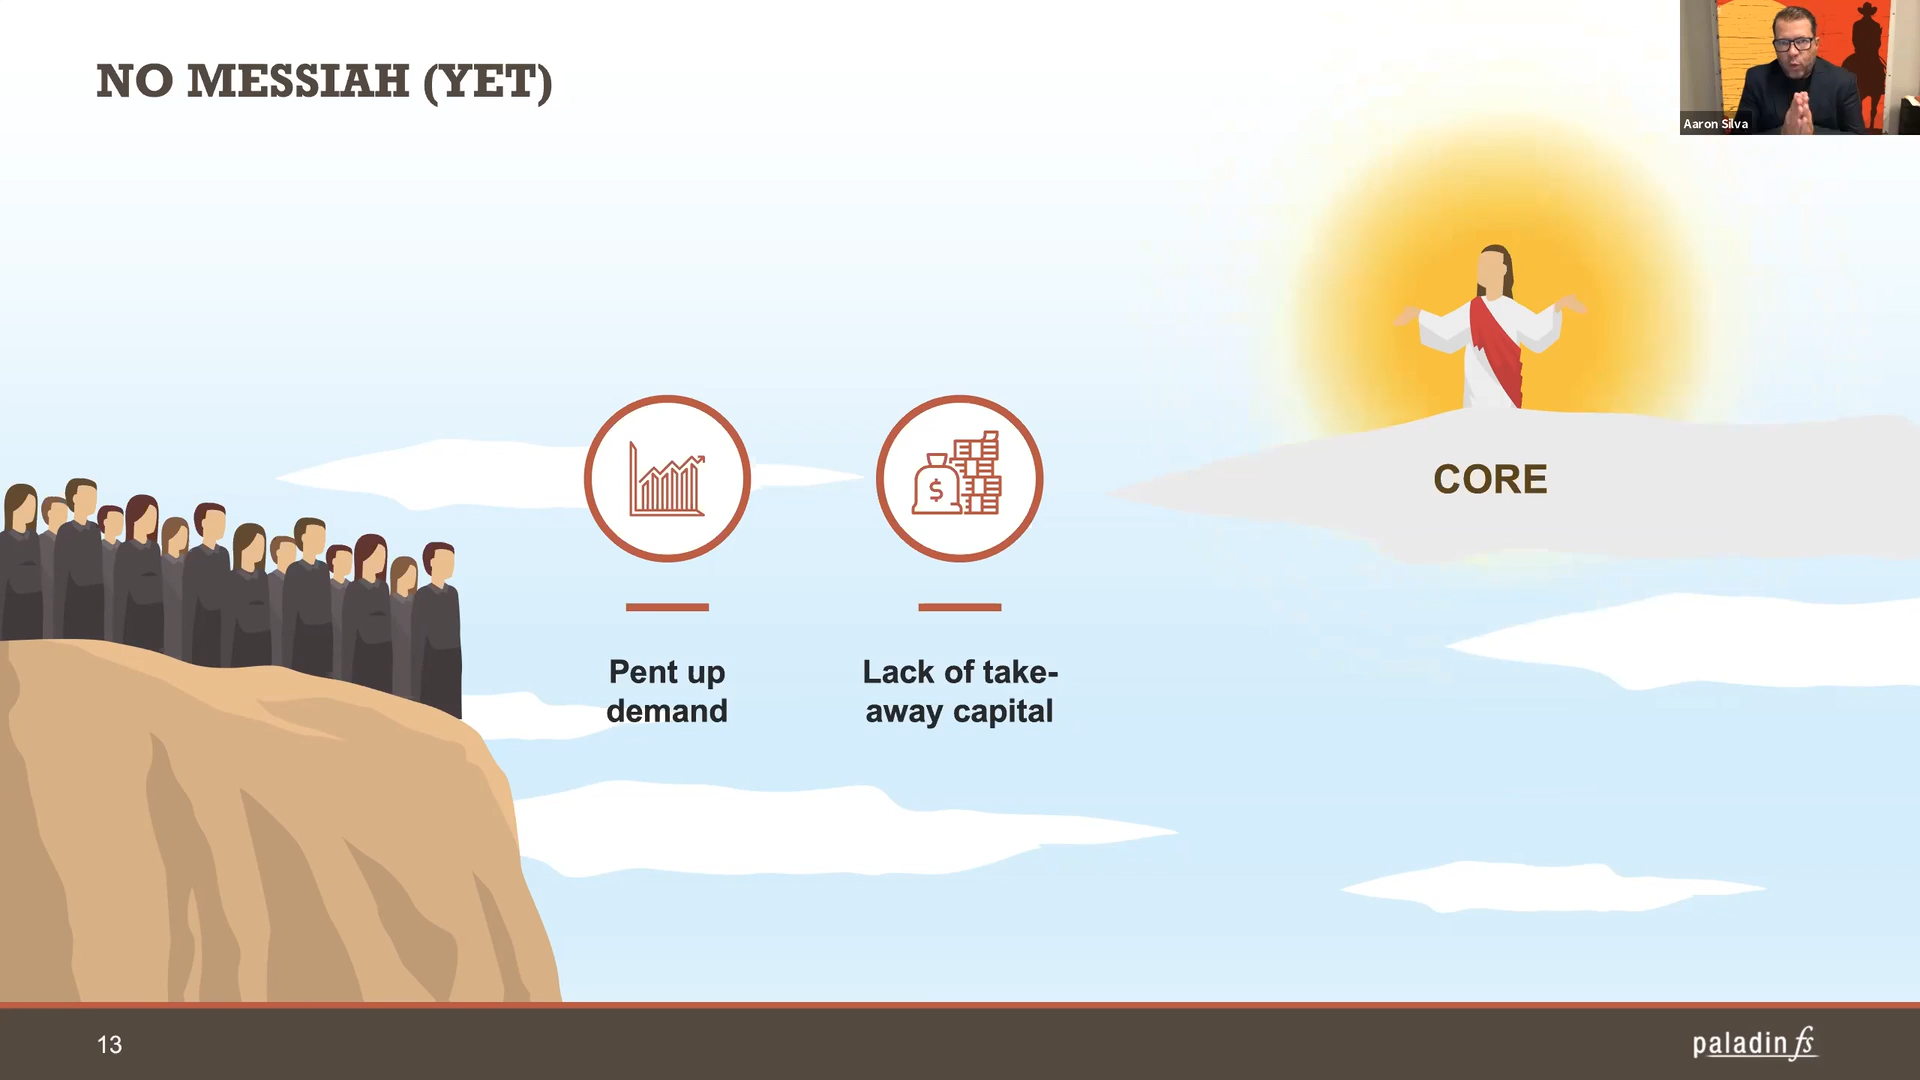 NO MESSIAH (YET)
Aaron Silva
CORE
$
Pent up
demand
Lack of take-
away capital
13
paladin fs